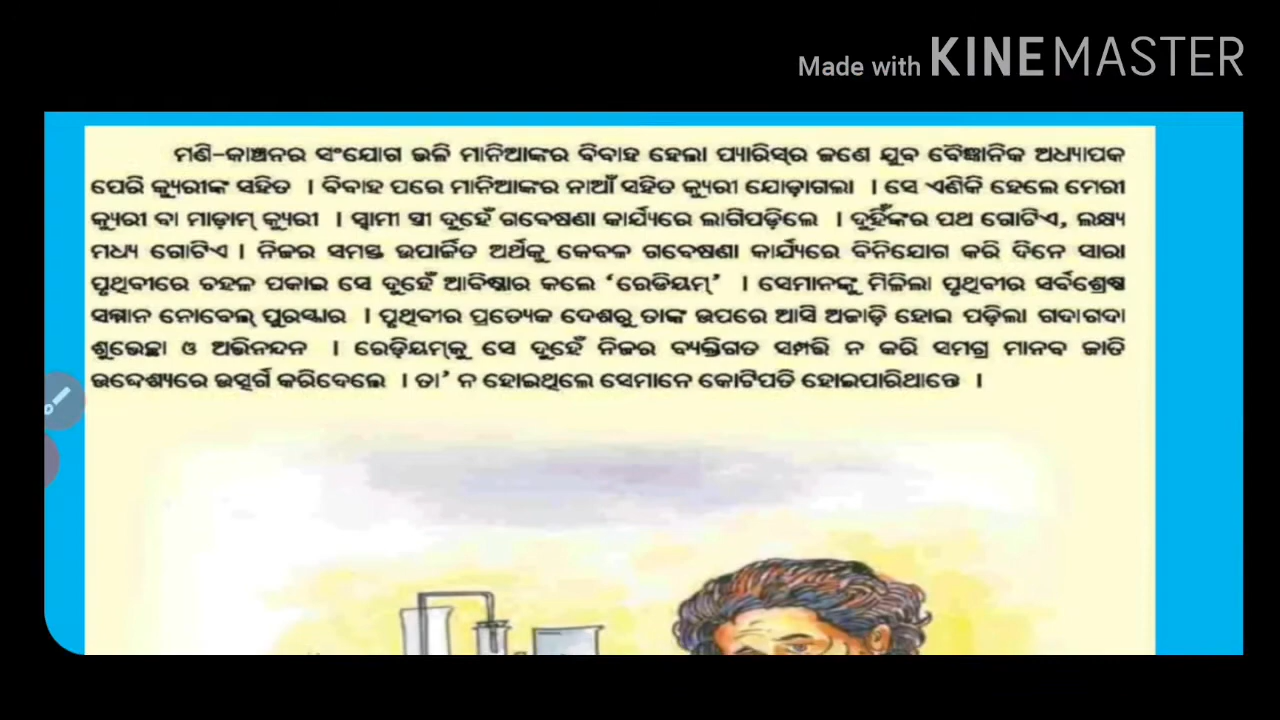 Made with KINEMASTER
ମଣି-କାଞ୍ଚନର ସଂଯୋଗ ଭଳି ମାନିଆଙ୍କର ବିବାହ ହେଲା ପ୍ୟାରିସ୍‌ର ଜଣେ ଯୁବ ବୈଜ୍ଞାନିକ ଅଧ୍ୟାପକ
ପେରି କ୍ୟୁରୀଙ୍କ ସହିତ । ବିବାହ ପରେ ମାନିଆଙ୍କର ନାଆଁ ସହିତ କ୍ୟୁରୀ ଯୋଡ଼ାଗଲା । ସେ ଏଣିକି ହେଲେ ମେରୀ
କ୍ୟୁରୀ ବା ମାଡ଼ାମ୍ କ୍ୟୁରୀ । ସ୍ୱାମୀ ସ୍ତ୍ରୀ ଦୁହେଁ ଗବେଷଣା କାର୍ଯ୍ୟରେ ଲାଗିପଡ଼ିଲେ । ଦୁହିଁଙ୍କର ପଥ ଗୋଟିଏ, ଲକ୍ଷ୍ୟ
ମଧ୍ୟ ଗୋଟିଏ । ନିଜର ସମସ୍ତ ଉପାର୍ଜିତ ଅର୍ଥକୁ କେବଳ ଗବେଷଣା କାର୍ଯ୍ୟରେ ବିନିଯୋଗ କରି ଦିନେ ସାରା
ପୃଥିବୀରେ ଚହଳ ପକାଇ ସେ ଦୁହେଁ ଆବିଷ୍କାର କଲେ ‘ରେଡିୟମ୍’ । ସେମାନଙ୍କୁ ମିଳିଲା ପୃଥିବୀର ସର୍ବଶ୍ରେଷ୍ଠ
ସମ୍ମାନ ନୋବେଲ୍ ପୁରସ୍କାର । ପୃଥିବୀର ପ୍ରତ୍ୟେକ ଦେଶରୁ ତାଙ୍କ ଉପରେ ଆସି ଅଜାଡ଼ି ହୋଇ ପଡ଼ିଲା ଗଦାଗଦା
ଶୁଭେଚ୍ଛା ଓ ଅଭିନନ୍ଦନ । ରେଡ଼ିୟମ୍‌କୁ ସେ ଦୁହେଁ ନିଜର ବ୍ୟକ୍ତିଗତ ସମ୍ପତ୍ତି ନ କରି ସମଗ୍ର ମାନବ ଜାତି
ଉଦ୍ଦେଶ୍ୟରେ ଉତ୍ସର୍ଗ କରିଦେଲେ । ତା’ ନ ହୋଇଥିଲେ ସେମାନେ କୋଟିପତି ହୋଇପାରିଥାନ୍ତେ ।